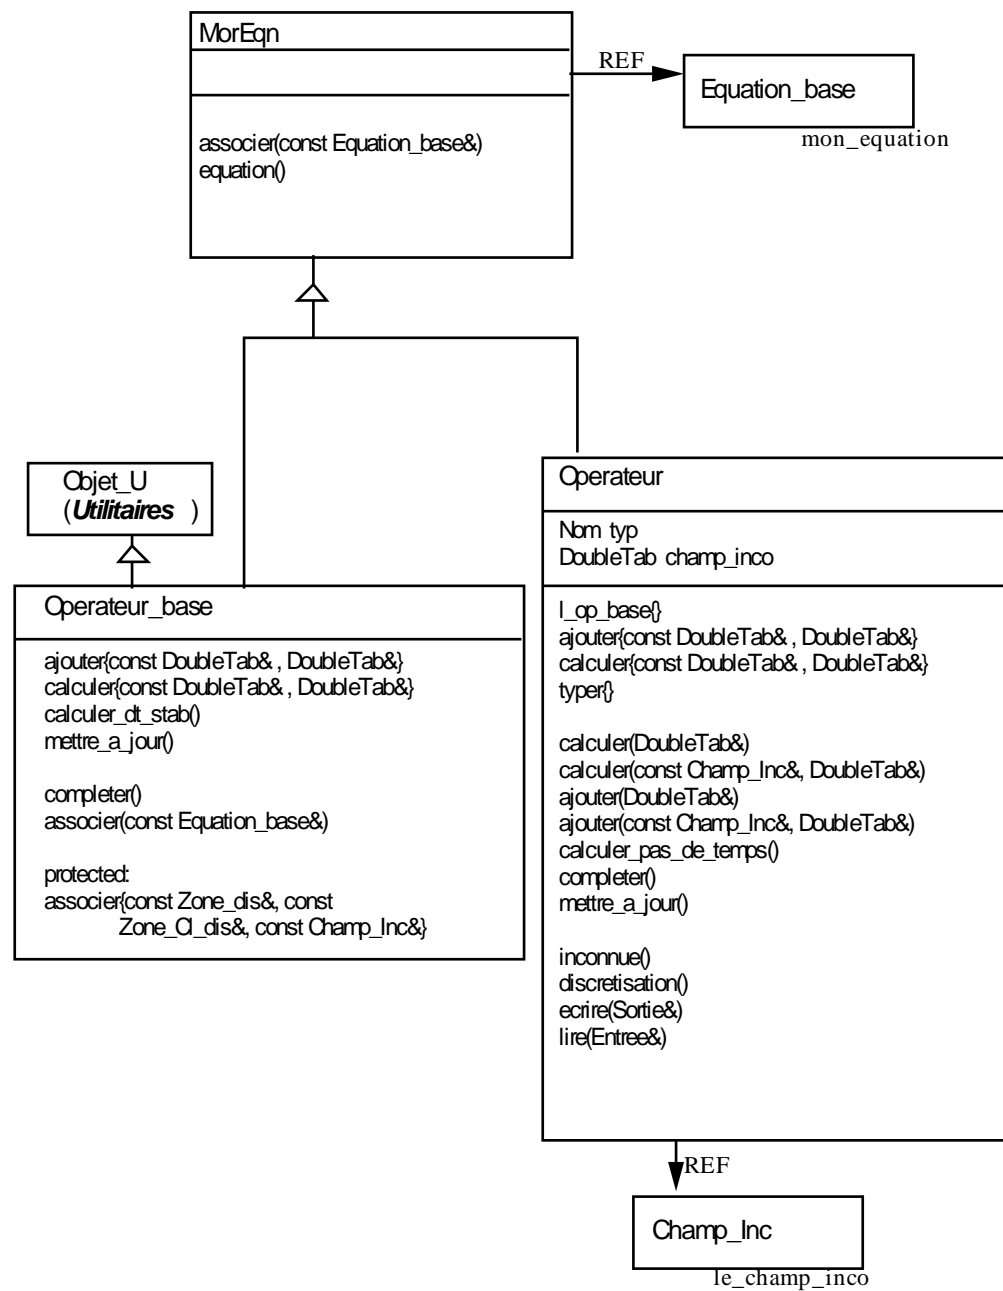 MorEqn
REF
Equation_base
mon_equation
associer(const Equation_base&)
equation()
Objet_U
(Utilitaires )
Operateur_base
ajouter{const DoubleTab& , DoubleTab&}
calculer{const DoubleTab& , DoubleTab&}
calculer_dt_stab()
mettre_a_jour()
completer()
associer(const Equation_base&)
protected:
associer{const Zone_dis&, const
Zone_Cl_dis&, const Champ_Inc&}
Operateur
Nom typ
DoubleTab champ_inco
l_op_base{}
ajouter{const DoubleTab& , DoubleTab&}
calculer{const DoubleTab& , DoubleTab&}
typer{}
calculer(DoubleTab&)
calculer(const Champ_Inc&, DoubleTab&)
ajouter(DoubleTab&)
ajouter(const Champ_Inc&, DoubleTab&)
calculer_pas_de_temps()
completer()
mettre_a_jour()
inconnue()
discretisation()
ecrire(Sortie&)
lire(Entree&)
REF
Champ_Inc
le_champ_inco